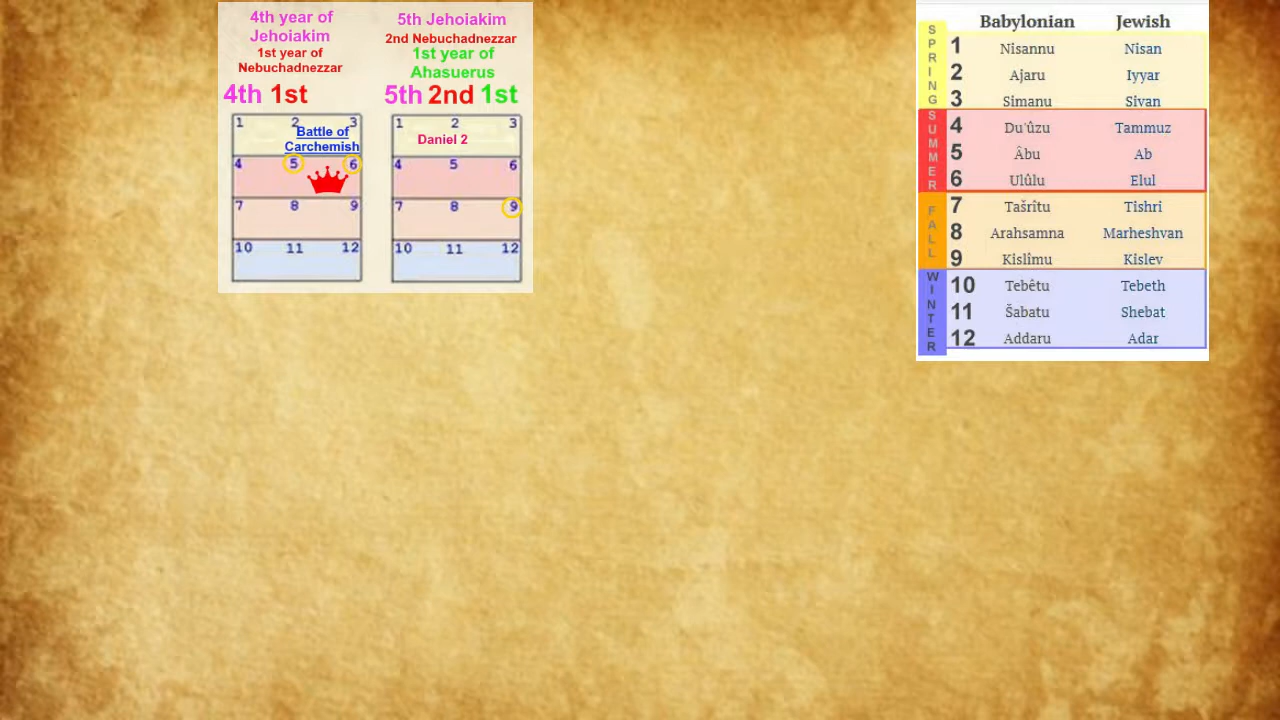 4th year of
Jehoiakim
1st year of
Nebuchadnezzar
4th 1st
1 2 3
Battle of
Carchemish
4 5 6
7 8 9
10 11 12
5th Jehoiakim
2nd Nebuchadnezzar
1st year of
Ahasuerus
5th 2nd 1st
1 2 3
Daniel 2
4 5 6
7 8 9
10 11 12
Babylonian Jewish
SPRING
1 Nisannu Nisan
2 Ajaru Iyyar
3 Simanu Sivan
SUMMER
4 Du'ûzu Tammuz
5 Âbu Ab
6 Ulûlu Elul
FALL
7 Tašrîtu Tishri
8 Arahsamna Marheshvan
9 Kislîmu Kislev
WINTER
10 Tebêtu Tebeth
11 Šabatu Shebat
12 Addaru Adar